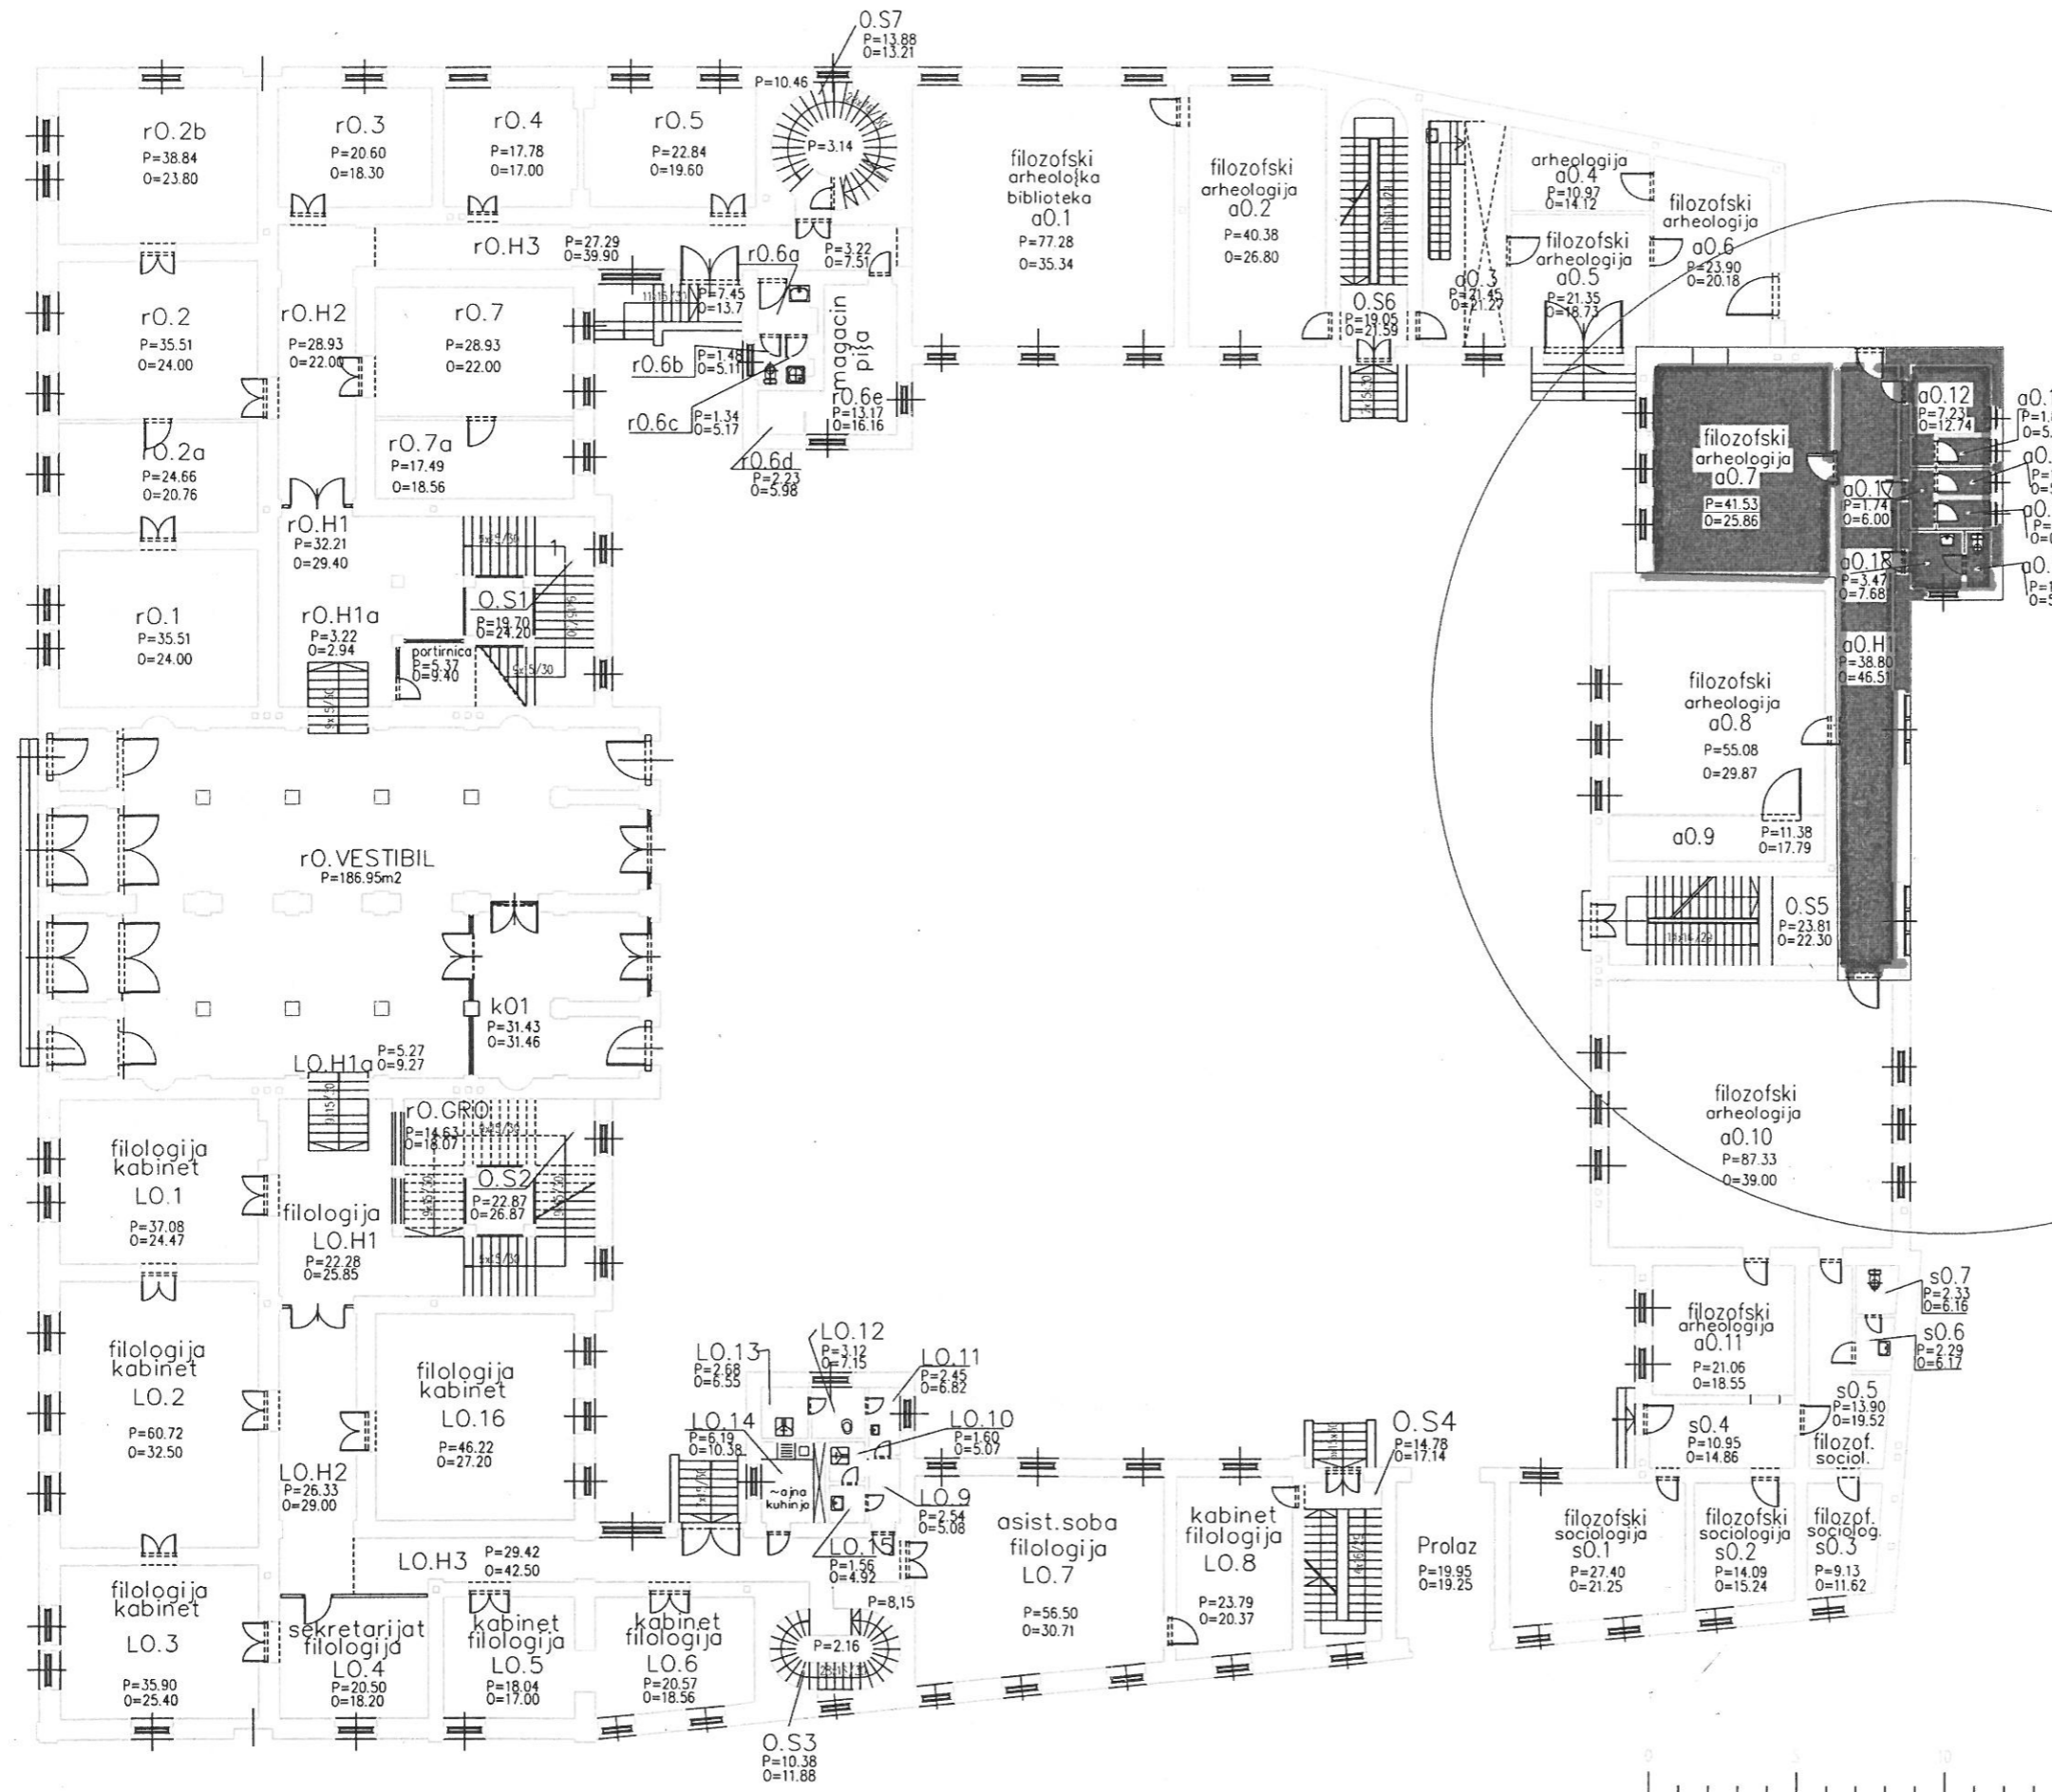 0.S7
P=13.88
O=13.21
P=10.46
P=3.14
r0.2b
P=38.84
O=23.80
r0.3
P=20.60
O=18.30
r0.4
P=17.78
O=17.00
r0.5
P=22.84
O=19.60
filozofski
arheolo{ka
biblioteka
a0.1
P=77.28
O=35.34
filozofski
arheologija
a0.2
P=40.38
O=26.80
arheologija
a0.4
P=10.97
O=14.12
filozofski
arheologija
a0.6
P=23.90
O=20.18
filozofski
arheologija
a0.5
P=21.35
O=18.73
a0.3
P=21.45
O=21.27
0.S6
P=19.05
O=21.59
r0.H3
P=27.29
O=39.90
r0.6a
P=3.22
O=7.51
P=7.45
O=13.7
11x16/30
r0.2
P=35.51
O=24.00
r0.H2
P=28.93
O=22.00
r0.7
P=28.93
O=22.00
r0.6b
P=1.48
O=5.11
r0.6c
P=1.34
O=5.17
magacin
pi}a
r0.6e
P=13.17
O=16.16
r0.6d
P=2.23
O=5.98
r0.2a
P=24.66
O=20.76
r0.7a
P=17.49
O=18.56
filozofski
arheologija
a0.7
P=41.53
O=25.86
a0.12
P=7.23
O=12.74
a0.17
P=1.74
O=6.00
a0.18
P=3.47
O=7.68
a0.H1
P=38.80
O=46.51
r0.H1
P=32.21
O=29.40
9x15/30
1
0.S1
P=19.70
O=24.20
9x15/30
r0.1
P=35.51
O=24.00
r0.H1a
P=3.22
O=2.94
9x15/30
portirnica
P=5.37
O=9.40
9x15/30
filozofski
arheologija
a0.8
P=55.08
O=29.87
a0.9
P=11.38
O=17.79
r0.VESTIBIL
P=186.95m2
0.S5
P=23.81
O=22.30
k01
P=31.43
O=31.46
L0.H1a
P=5.27
O=9.27
9x15/30
r0.GR0
P=14.63
O=18.07
9x15/30
filologija
kabinet
L0.1
P=37.08
O=24.47
0.S2
P=22.87
O=26.87
9x15/30
filologija
L0.H1
P=22.28
O=25.85
filozofski
arheologija
a0.10
P=87.33
O=39.00
filologija
kabinet
L0.2
P=60.72
O=32.50
filologija
kabinet
L0.16
P=46.22
O=27.20
L0.13
P=2.68
O=6.55
L0.12
P=3.12
O=7.15
L0.11
P=2.45
O=6.82
L0.14
P=6.19
O=10.38
L0.10
P=1.60
O=5.07
~ajna
kuhinja
L0.9
P=2.54
O=5.08
L0.15
P=1.56
O=4.92
0.S4
P=14.78
O=17.14
filozofski
arheologija
a0.11
P=21.06
O=18.55
s0.7
P=2.33
O=6.16
s0.6
P=2.29
O=6.17
s0.5
P=13.90
O=19.52
filozof.
sociol.
s0.4
P=10.95
O=14.86
L0.H2
P=26.33
O=29.00
L0.H3
P=29.42
O=42.50
asist.soba
filologija
L0.7
P=56.50
O=30.71
kabinet
filologija
L0.8
P=23.79
O=20.37
Prolaz
P=19.95
O=19.25
filozofski
sociologija
s0.1
P=27.40
O=21.25
filozofski
sociologija
s0.2
P=14.09
O=15.24
filozof.
sociolog.
s0.3
P=9.13
O=11.62
filologija
kabinet
L0.3
P=35.90
O=25.40
sekretarijat
filologija
L0.4
P=20.50
O=18.20
kabinet
filologija
L0.5
P=18.04
O=17.00
kabinet
filologija
L0.6
P=20.57
O=18.56
P=8,15
P=2.16
0.S3
P=10.38
O=11.88
0
5
10